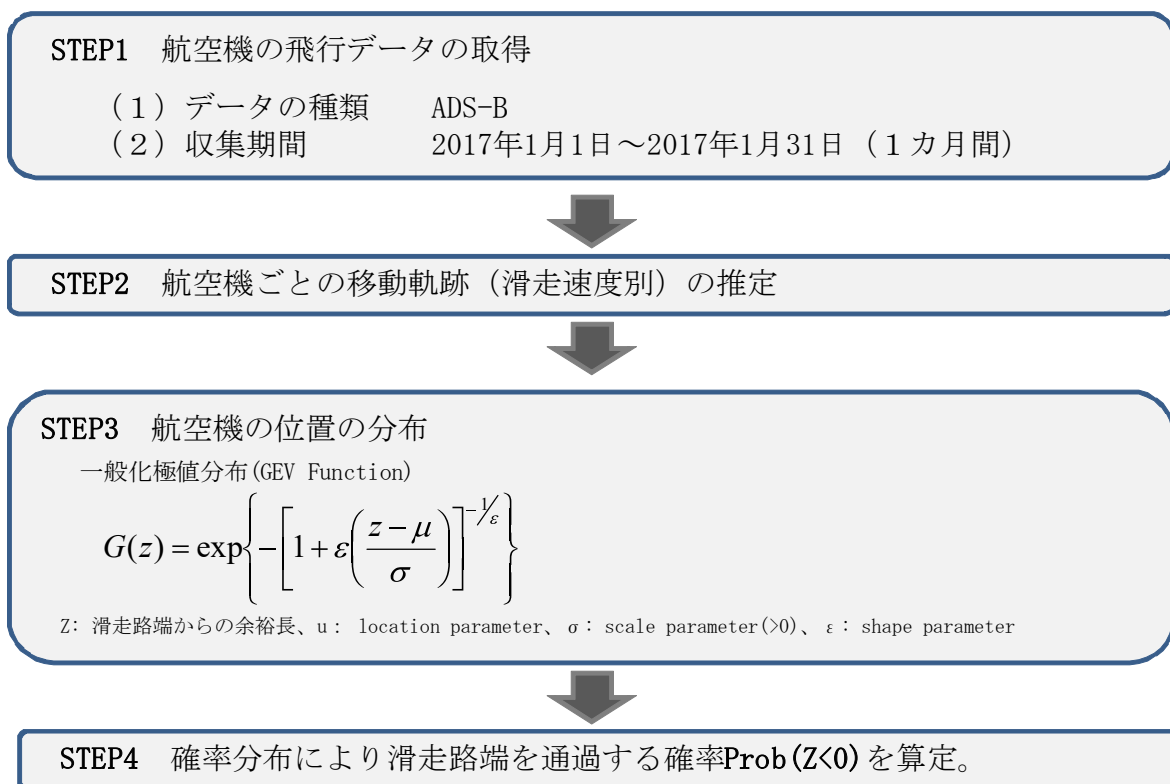 STEP1 航空機の飛行データの取得
（１）データの種類 ADS-B
（２）収集期間 2017年1月1日～2017年1月31日（１カ月間）
STEP2 航空機ごとの移動軌跡（滑走速度別）の推定
STEP3 航空機の位置の分布
一般化極値分布(GEV Function)
G(z) = exp{-[1+ε((z-μ)/σ)]^{-1/ε}}
Z: 滑走路端からの余裕長、u： location parameter、σ：scale parameter(>0)、ε：shape parameter
STEP4 確率分布により滑走路端を通過する確率Prob(Z<0)を算定。